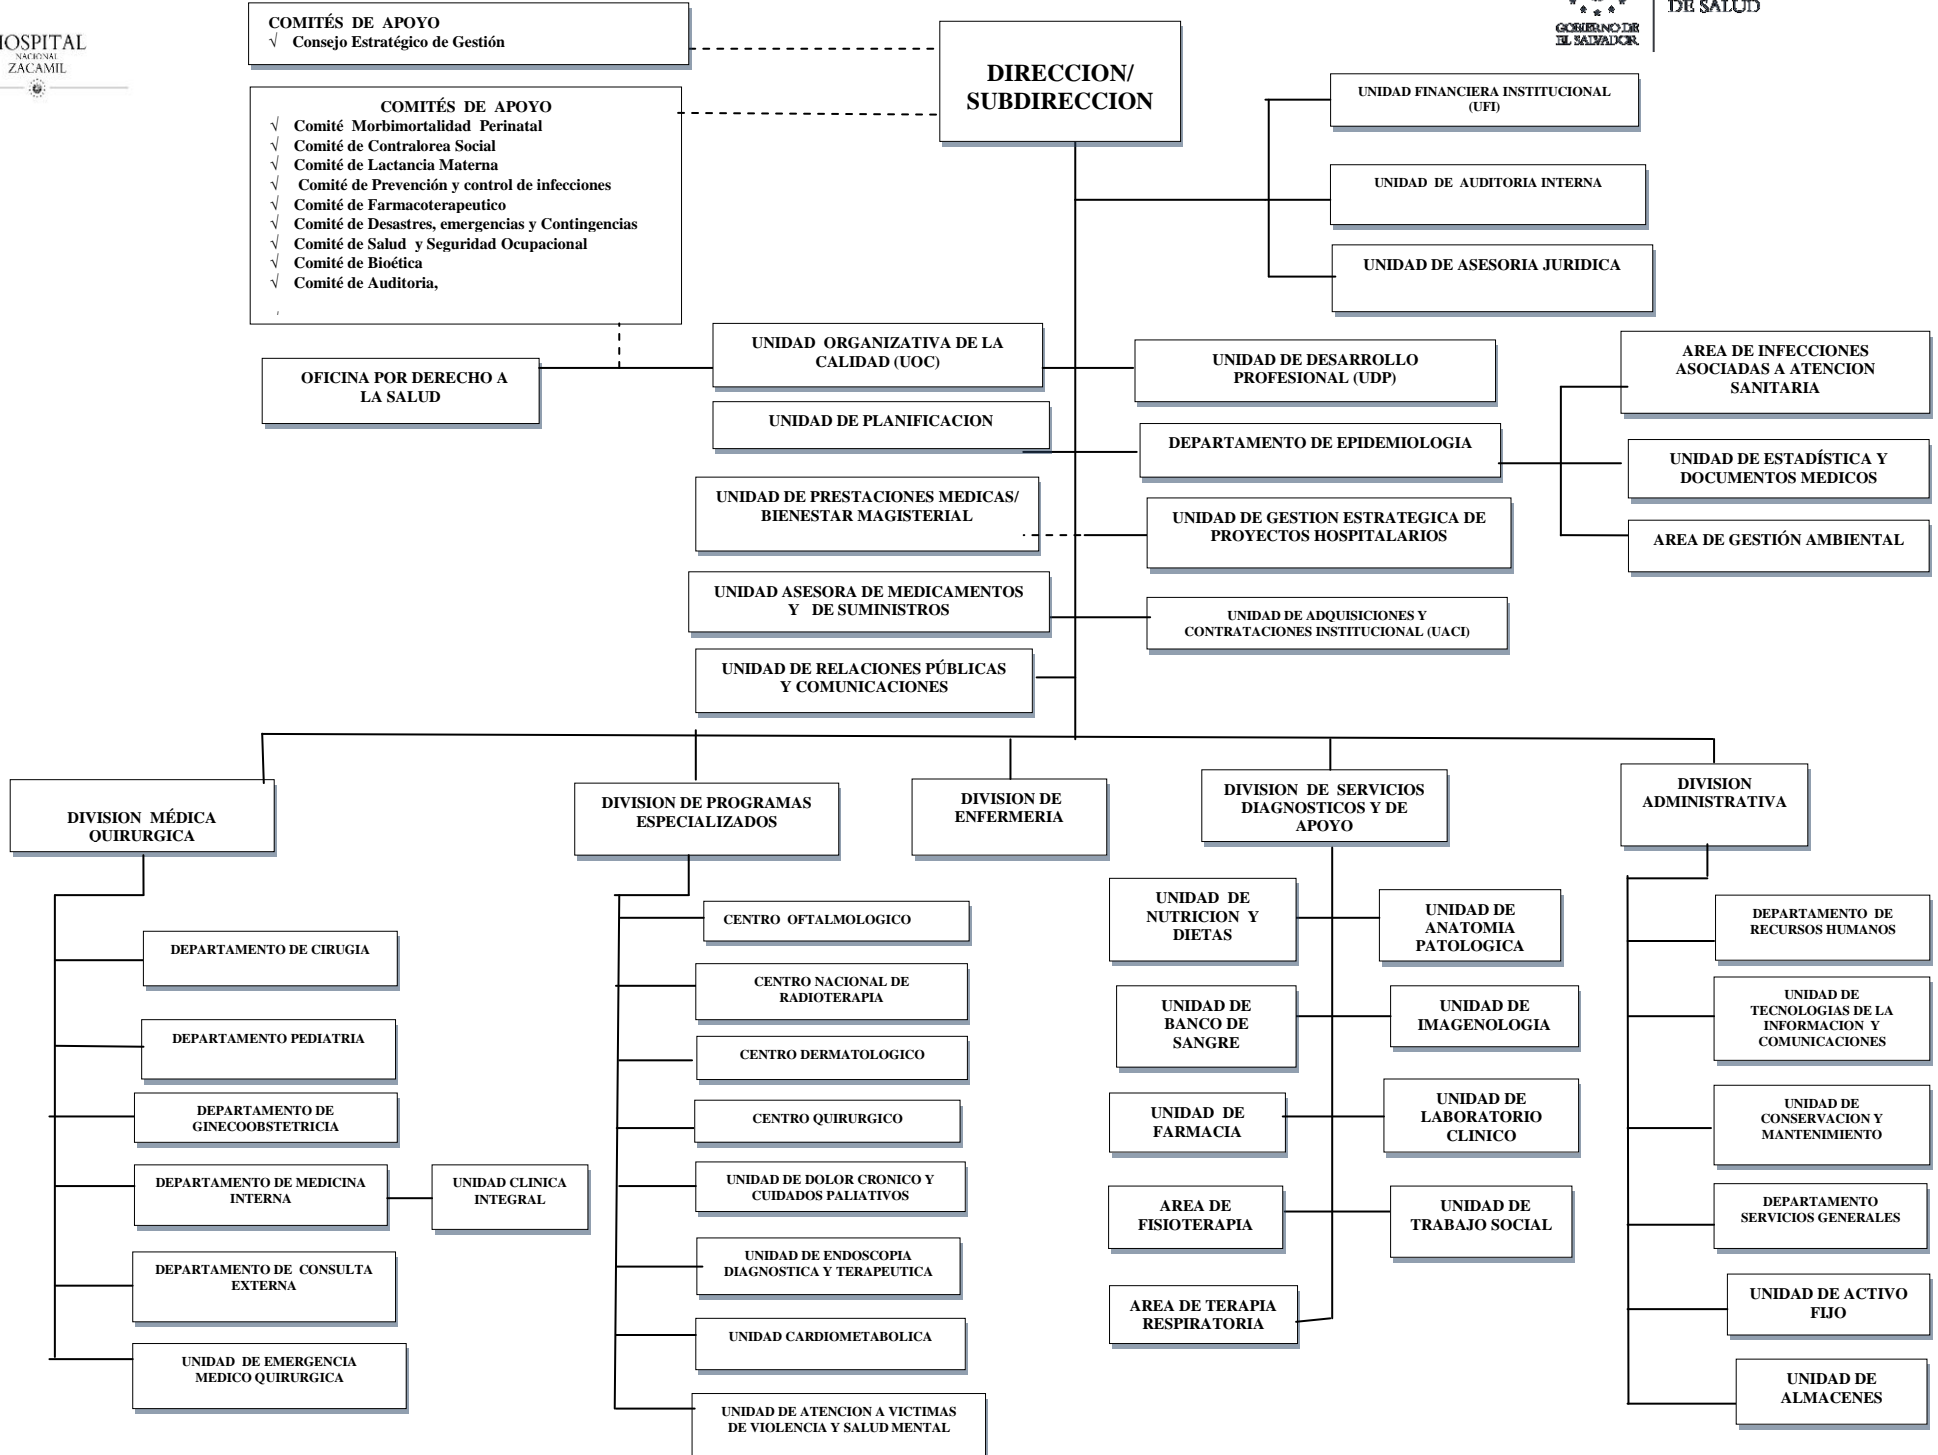 HOSPITAL
NACIONAL
ZACAMIL
DE SALUD
GOBIERNO DE
EL SALVADOR
COMITÉS DE APOYO
√ Consejo Estratégico de Gestión
DIRECCION/
SUBDIRECCION
COMITÉS DE APOYO
√ Comité Morbimortalidad Perinatal
√ Comité de Contralorea Social
√ Comité de Lactancia Materna
√ Comité de Prevención y control de infecciones
√ Comité de Farmacoterapeutico
√ Comité de Desastres, emergencias y Contingencias
√ Comité de Salud y Seguridad Ocupacional
√ Comité de Bioética
√ Comité de Auditoria,
UNIDAD FINANCIERA INSTITUCIONAL
(UFI)
UNIDAD DE AUDITORIA INTERNA
UNIDAD DE ASESORIA JURIDICA
OFICINA POR DERECHO A
LA SALUD
UNIDAD ORGANIZATIVA DE LA
CALIDAD (UOC)
UNIDAD DE DESARROLLO
PROFESIONAL (UDP)
UNIDAD DE PLANIFICACION
DEPARTAMENTO DE EPIDEMIOLOGIA
AREA DE INFECCIONES
ASOCIADAS A ATENCION
SANITARIA
UNIDAD DE ESTADÍSTICA Y
DOCUMENTOS MEDICOS
AREA DE GESTIÓN AMBIENTAL
UNIDAD DE PRESTACIONES MEDICAS/
BIENESTAR MAGISTERIAL
UNIDAD DE GESTION ESTRATEGICA DE
PROYECTOS HOSPITALARIOS
UNIDAD ASESORA DE MEDICAMENTOS
Y DE SUMINISTROS
UNIDAD DE ADQUISICIONES Y
CONTRATACIONES INSTITUCIONAL (UACI)
UNIDAD DE RELACIONES PÚBLICAS
Y COMUNICACIONES
DIVISION MÉDICA
QUIRURGICA
DIVISION DE PROGRAMAS
ESPECIALIZADOS
DIVISION DE
ENFERMERIA
DIVISION DE SERVICIOS
DIAGNOSTICOS Y DE
APOYO
DIVISION
ADMINISTRATIVA
DEPARTAMENTO DE CIRUGIA
DEPARTAMENTO PEDIATRIA
DEPARTAMENTO DE
GINECOOBSTETRICIA
DEPARTAMENTO DE MEDICINA
INTERNA
UNIDAD CLINICA
INTEGRAL
DEPARTAMENTO DE CONSULTA
EXTERNA
UNIDAD DE EMERGENCIA
MEDICO QUIRURGICA
CENTRO OFTALMOLOGICO
CENTRO NACIONAL DE
RADIOTERAPIA
CENTRO DERMATOLOGICO
CENTRO QUIRURGICO
UNIDAD DE DOLOR CRONICO Y
CUIDADOS PALIATIVOS
UNIDAD DE ENDOSCOPIA
DIAGNOSTICA Y TERAPEUTICA
UNIDAD CARDIOMETABOLICA
UNIDAD DE ATENCION A VICTIMAS
DE VIOLENCIA Y SALUD MENTAL
UNIDAD DE
NUTRICION Y
DIETAS
UNIDAD DE
ANATOMIA
PATOLOGICA
UNIDAD DE
BANCO DE
SANGRE
UNIDAD DE
IMAGENOLOGIA
UNIDAD DE
FARMACIA
UNIDAD DE
LABORATORIO
CLINICO
AREA DE
FISIOTERAPIA
UNIDAD DE
TRABAJO SOCIAL
AREA DE TERAPIA
RESPIRATORIA
DEPARTAMENTO DE
RECURSOS HUMANOS
UNIDAD DE
TECNOLOGIAS DE LA
INFORMACION Y
COMUNICACIONES
UNIDAD DE
CONSERVACION Y
MANTENIMIENTO
DEPARTAMENTO
SERVICIOS GENERALES
UNIDAD DE ACTIVO
FIJO
UNIDAD DE
ALMACENES